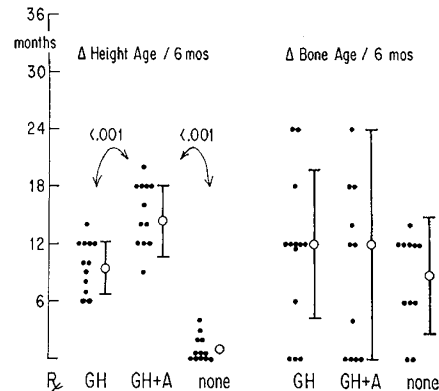 36
months
30
24
18
12
6
Δ Height Age / 6 mos
Δ Bone Age / 6 mos
<.001
<.001
℞ GH GH+A none GH GH+A none